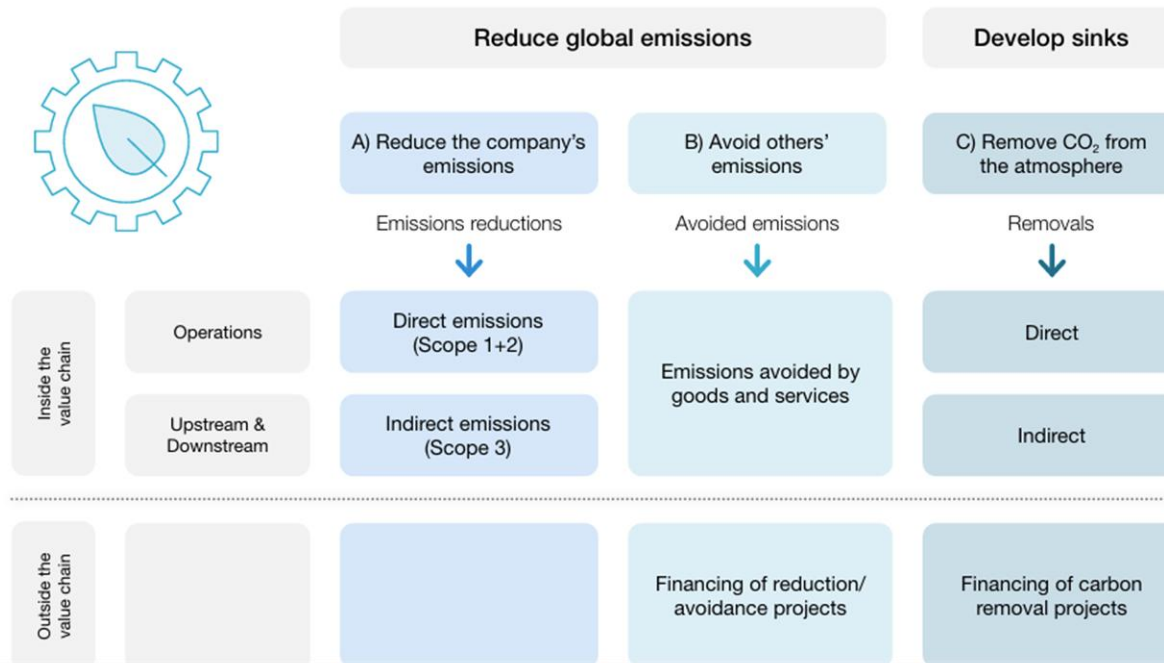 Reduce global emissions
Develop sinks
A) Reduce the company’s
emissions
B) Avoid others’
emissions
C) Remove CO₂ from
the atmosphere
Emissions reductions
Avoided emissions
Removals
Inside the
value chain
Operations
Direct emissions
(Scope 1+2)
Emissions avoided by
goods and services
Direct
Upstream &
Downstream
Indirect emissions
(Scope 3)
Indirect
Outside the
value chain
Financing of reduction/
avoidance projects
Financing of carbon
removal projects